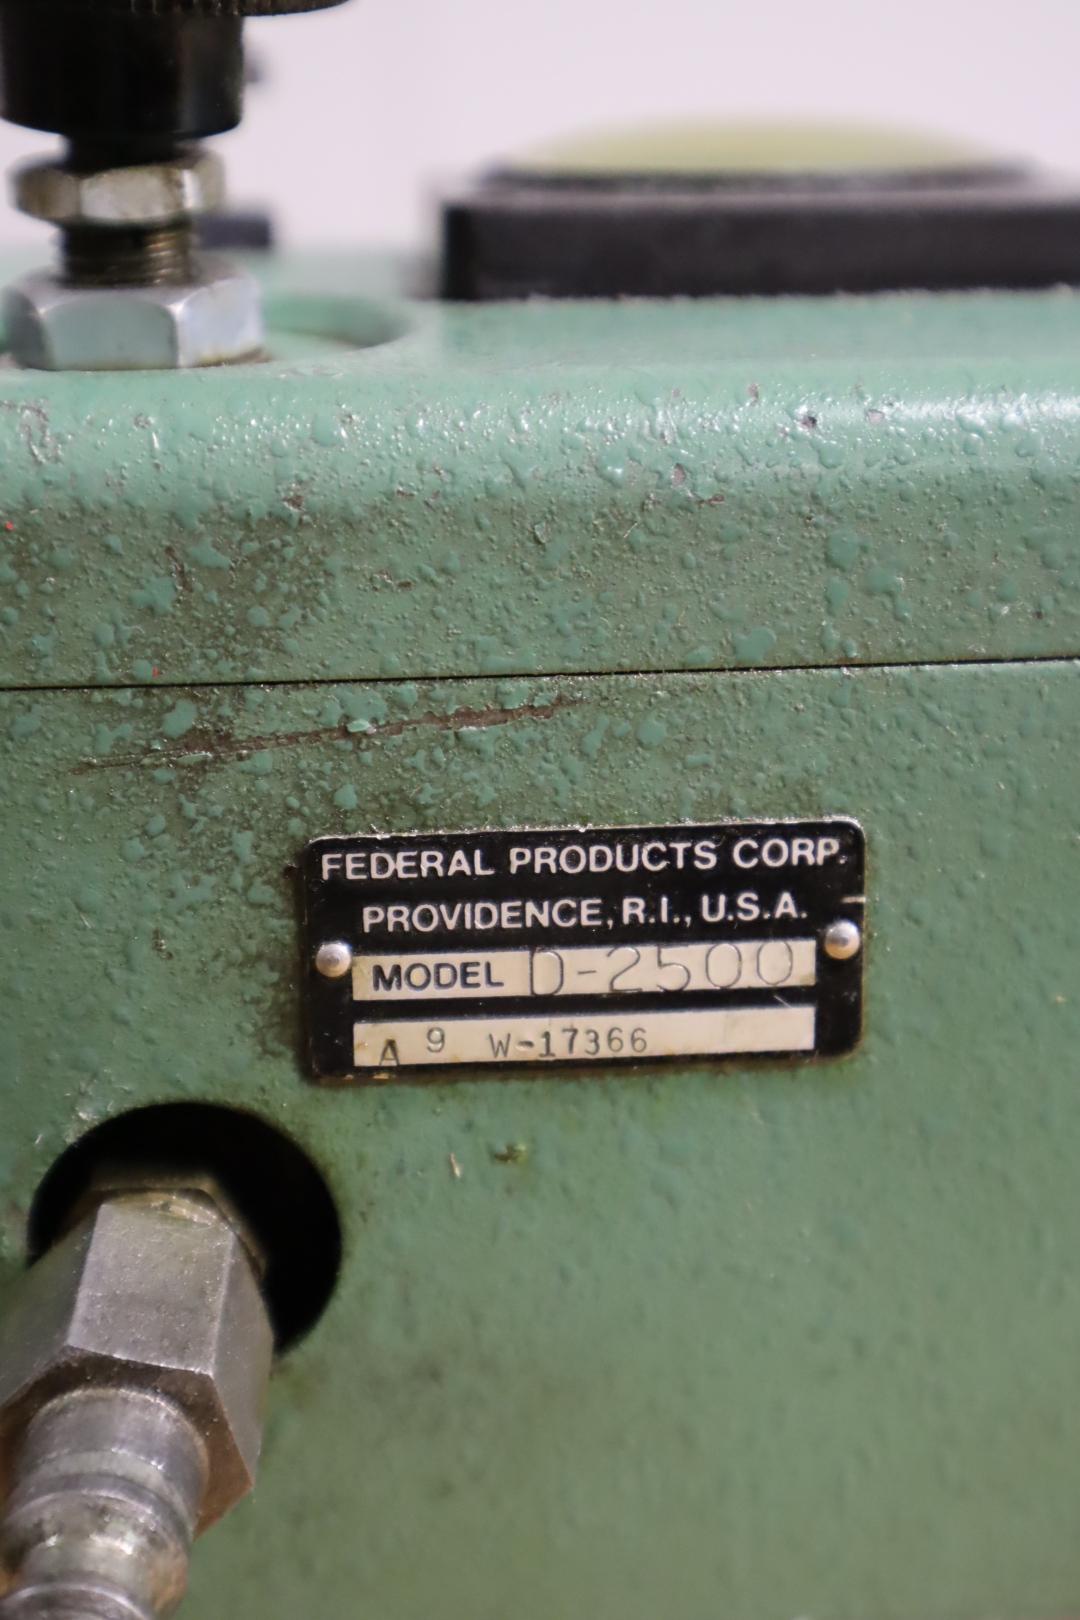 FEDERAL PRODUCTS CORP.
PROVIDENCE, R.I., U.S.A.
MODEL D-2500
A 9 W-17366